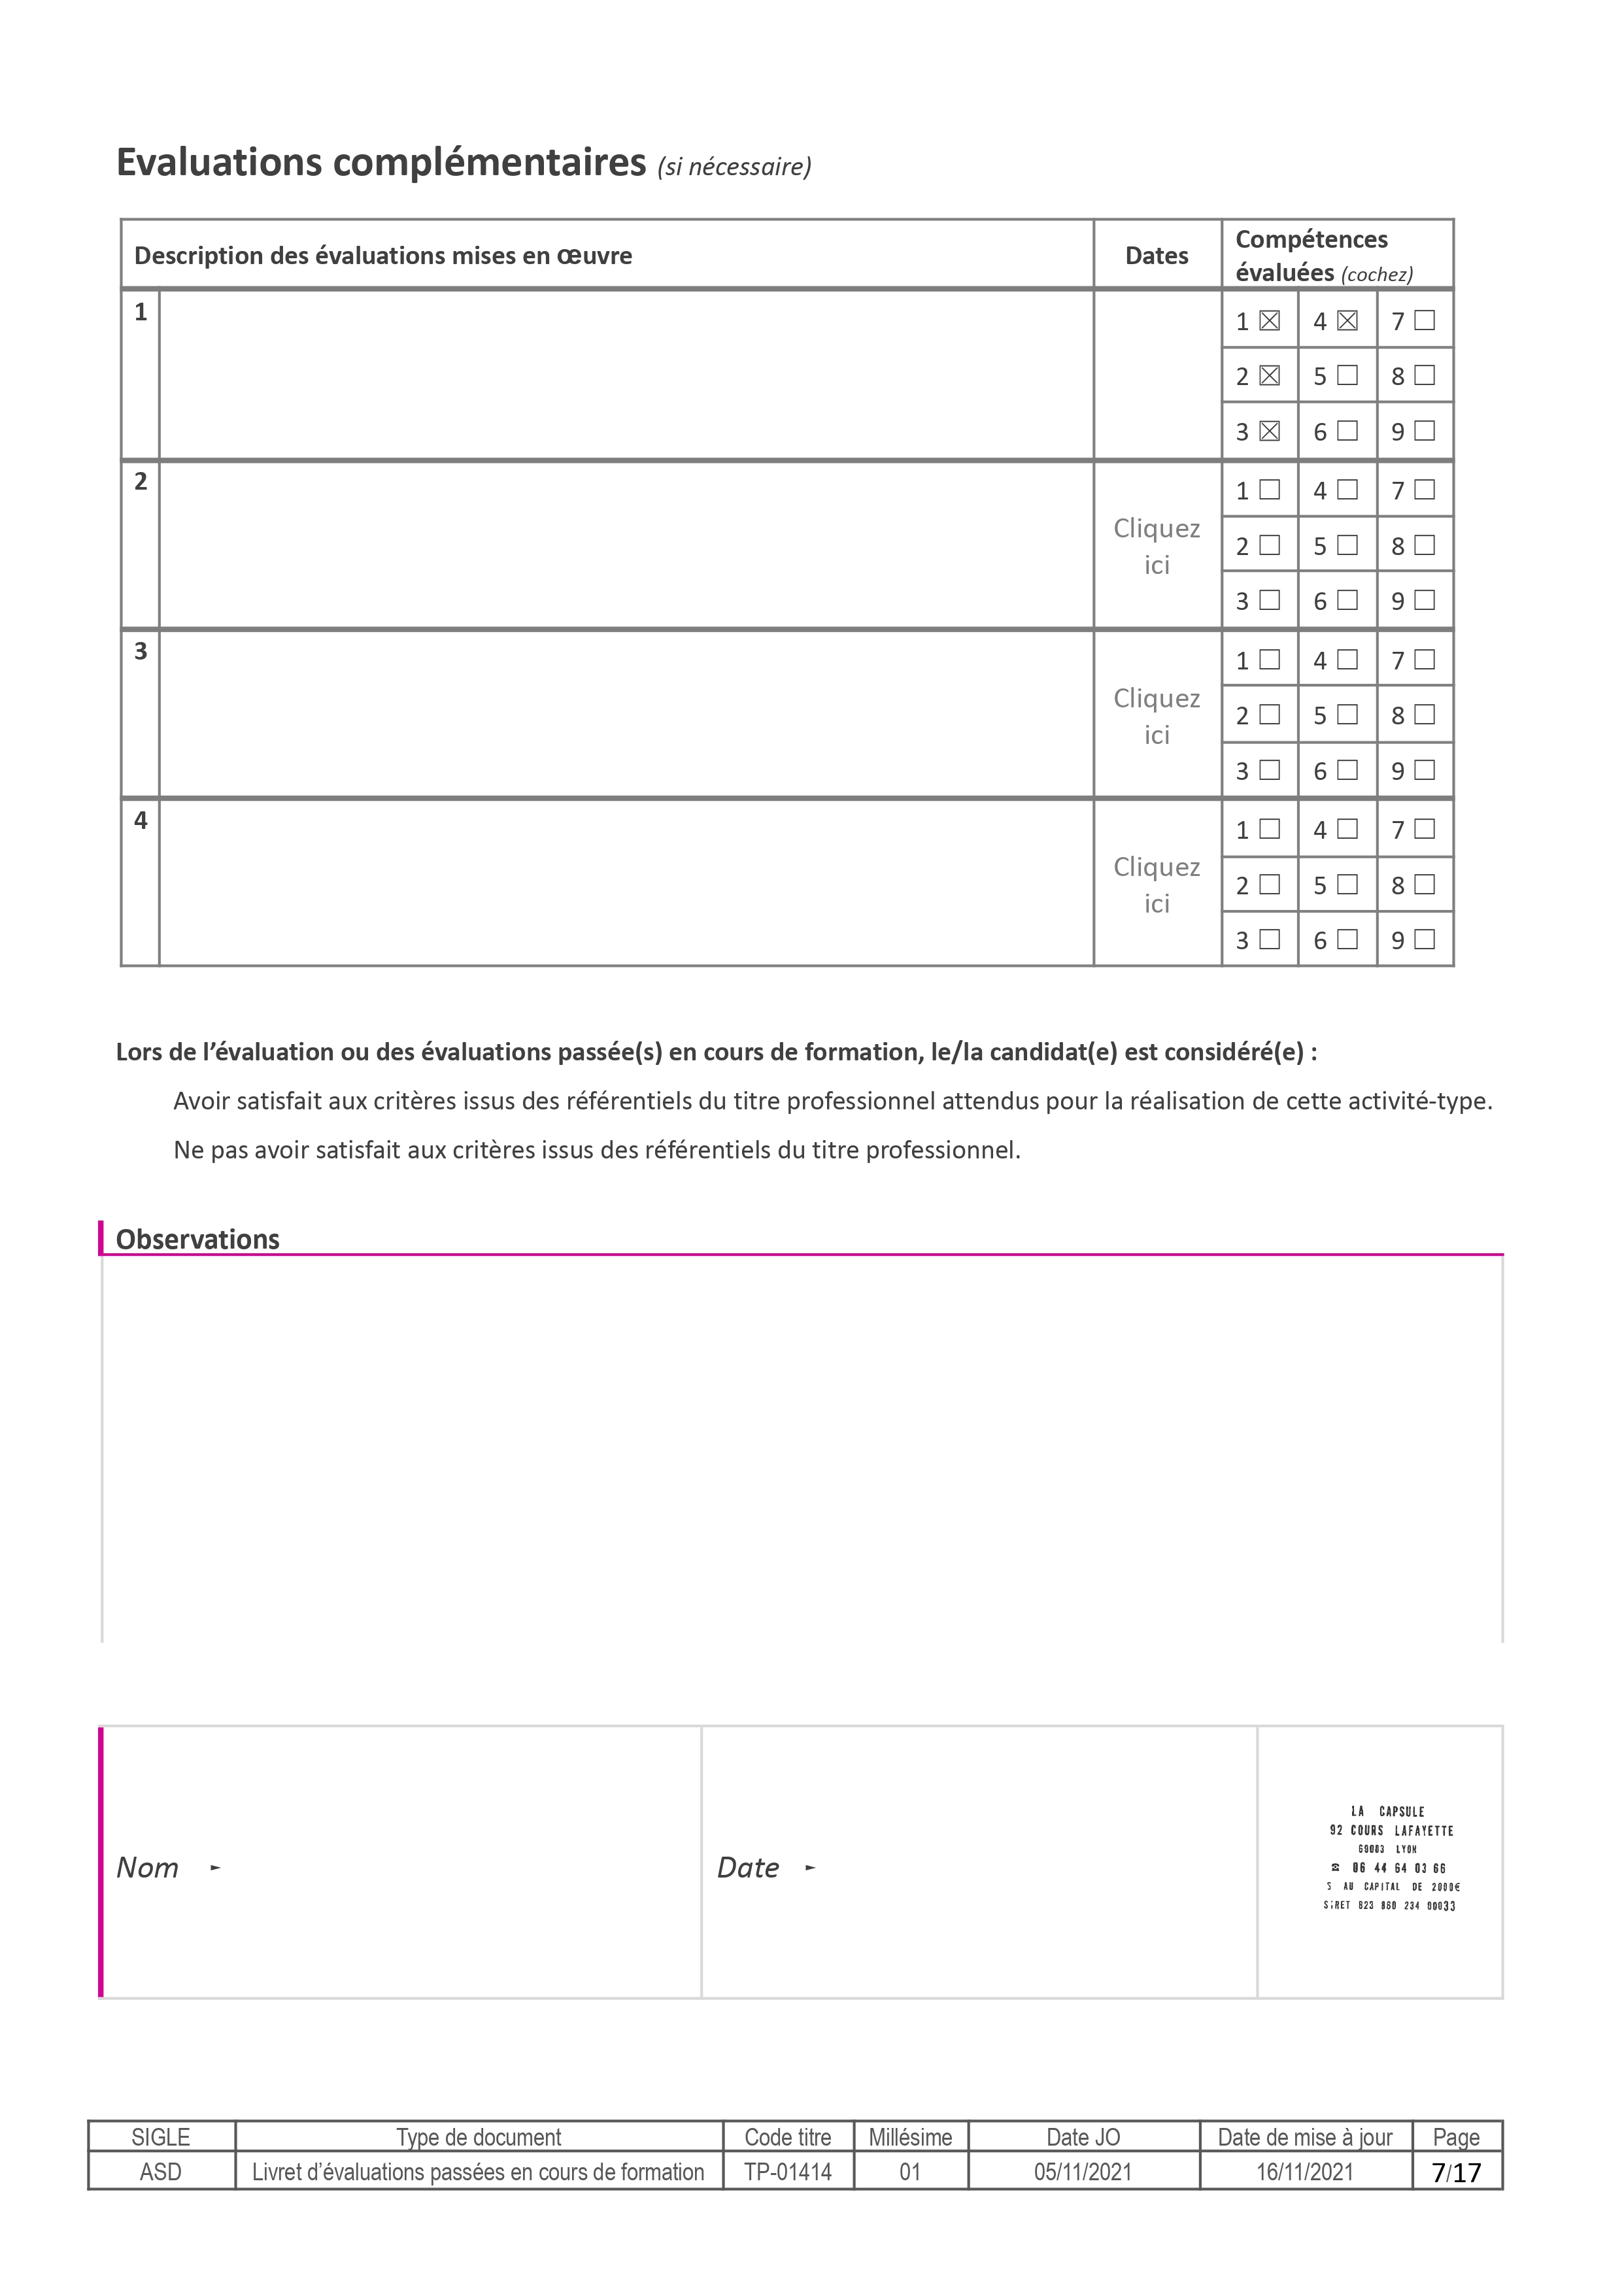 Evaluations complémentaires (si nécessaire)
Description des évaluations mises en œuvre Dates Compétences évaluées (cochez)
1 1 ☒ 4 ☒ 7 ☐
2 ☒ 5 ☐ 8 ☐
3 ☒ 6 ☐ 9 ☐
2 Cliquez ici 1 ☐ 4 ☐ 7 ☐
2 ☐ 5 ☐ 8 ☐
3 ☐ 6 ☐ 9 ☐
3 Cliquez ici 1 ☐ 4 ☐ 7 ☐
2 ☐ 5 ☐ 8 ☐
3 ☐ 6 ☐ 9 ☐
4 Cliquez ici 1 ☐ 4 ☐ 7 ☐
2 ☐ 5 ☐ 8 ☐
3 ☐ 6 ☐ 9 ☐
Lors de l’évaluation ou des évaluations passée(s) en cours de formation, le/la candidat(e) est considéré(e) :
Avoir satisfait aux critères issus des référentiels du titre professionnel attendus pour la réalisation de cette activité-type.
Ne pas avoir satisfait aux critères issus des référentiels du titre professionnel.
Observations
Nom ► Date ►
LA CAPSULE
92 COURS LAFAYETTE
69003 LYON
☎ 06 44 64 03 66
S AU CAPITAL DE 2000€
SIRET 823 860 234 00033
SIGLE Type de document Code titre Millésime Date JO Date de mise à jour Page
ASD Livret d’évaluations passées en cours de formation TP-01414 01 05/11/2021 16/11/2021 7/17